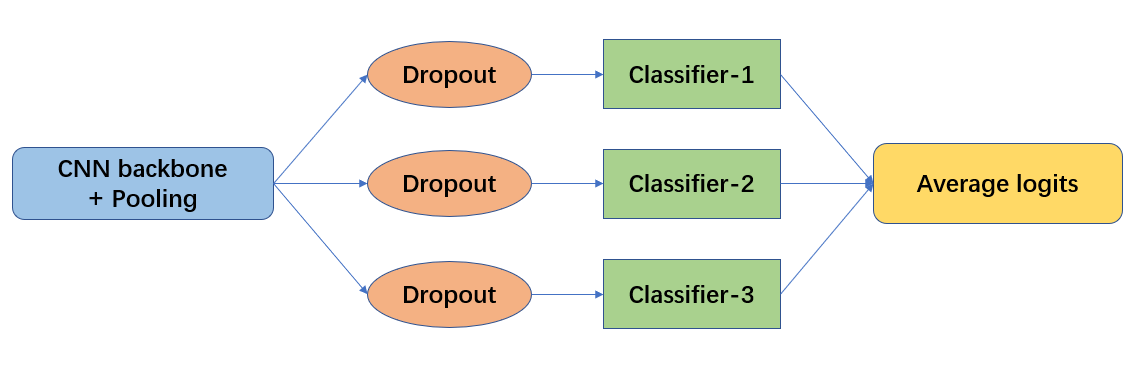 CNN backbone
+ Pooling
Dropout
Classifier-1
Dropout
Classifier-2
Dropout
Classifier-3
Average logits